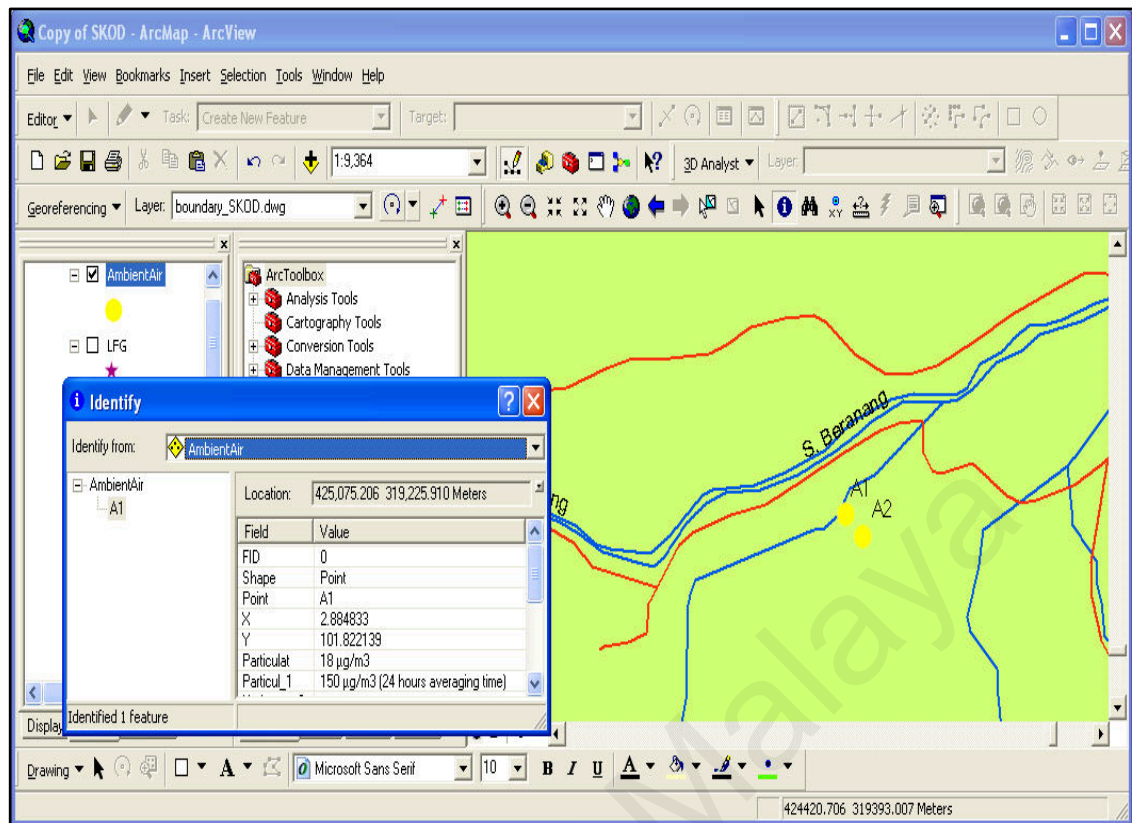 Copy of SKOD - ArcMap - ArcView
File Edit View Bookmarks Insert Selection Tools Window Help
Editor Task: Create New Feature Target:
1:9,364 3D Analyst Layer:
Georeferencing Layer: boundary_SKOD.dwg
AmbientAir
LFG
ArcToolbox
Analysis Tools
Cartography Tools
Conversion Tools
Data Management Tools
Identify
Identify from: AmbientAir
AmbientAir
A1
Location: 425,075.206 319,225.910 Meters
Field Value
FID 0
Shape Point
Point A1
X 2.884833
Y 101.822139
Particulat 18 µg/m3
Particul_1 150 µg/m3 (24 hours averaging time)
Identified 1 feature
S. Beranang
ng
A1
A2
Malaya
Display
Drawing A Microsoft Sans Serif 10 B I U A
424420.706 319393.007 Meters